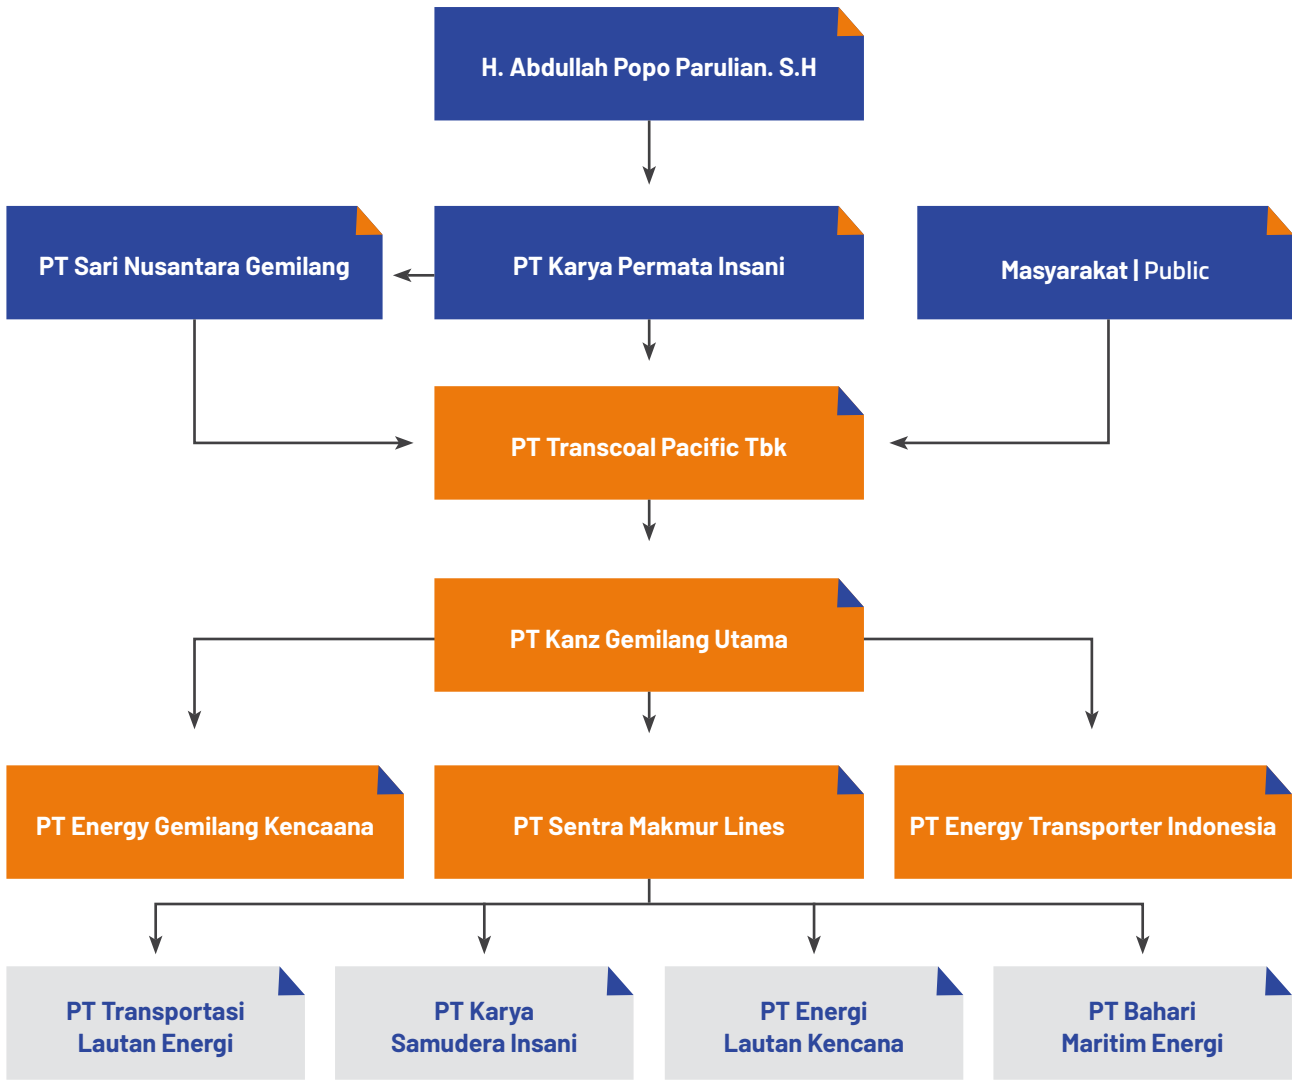 H. Abdullah Popo Parulian. S.H
PT Sari Nusantara Gemilang
PT Karya Permata Insani
Masyarakat | Public
PT Transcoal Pacific Tbk
PT Kanz Gemilang Utama
PT Energy Gemilang Kencaana
PT Sentra Makmur Lines
PT Energy Transporter Indonesia
PT Transportasi
Lautan Energi
PT Karya
Samudera Insani
PT Energi
Lautan Kencana
PT Bahari
Maritim Energi